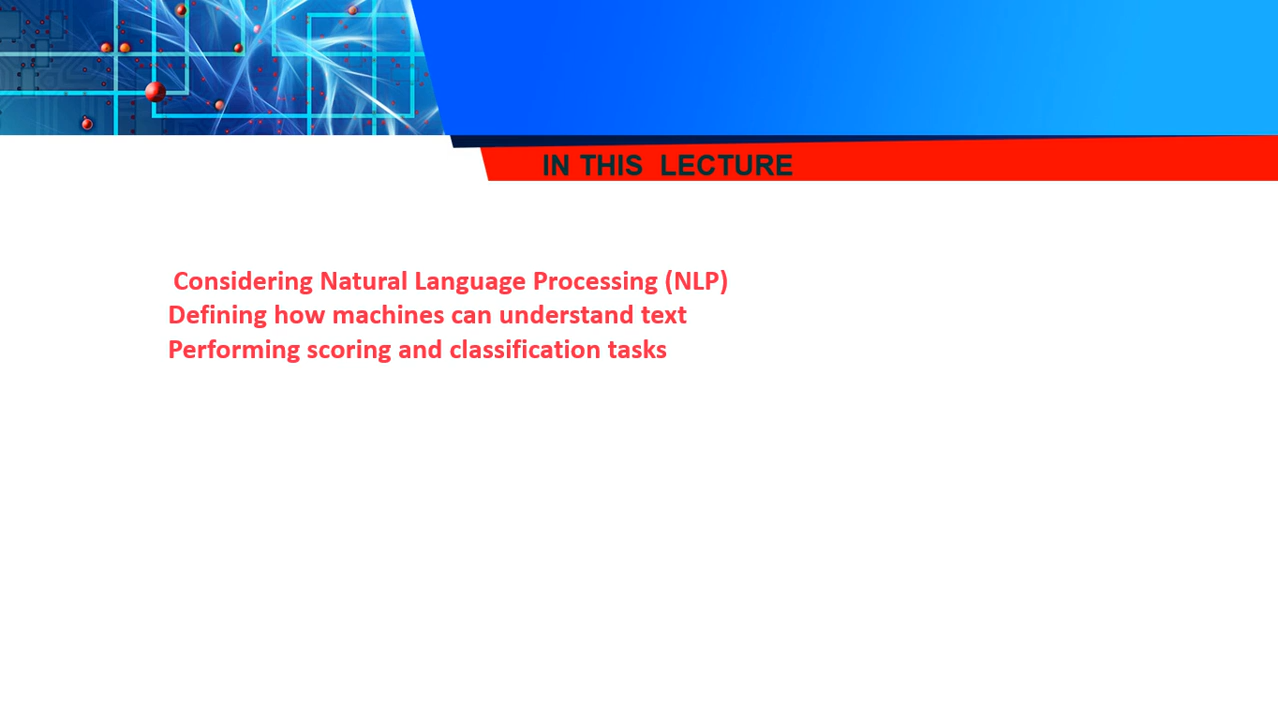 IN THIS  LECTURE
Considering Natural Language Processing (NLP)
Defining how machines can understand text
Performing scoring and classification tasks